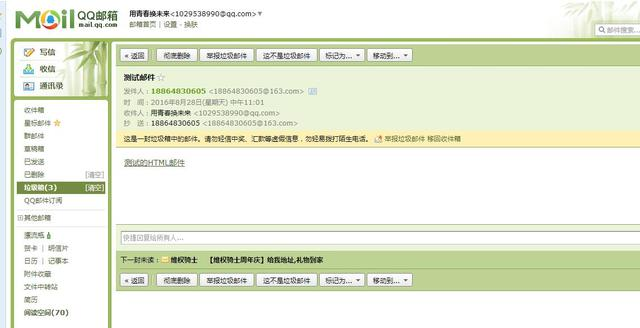 Mail QQ邮箱 mail.qq.com
用青春换未来<1029538990@qq.com>▼
邮箱首页 | 设置 - 换肤
邮件搜索...
写信
收信
通讯录
收件箱
星标邮件
群邮件
草稿箱
已发送
已删除 [清空]
垃圾箱(3) [清空]
QQ邮件订阅
其他邮箱
漂流瓶
贺卡 | 明信片
日历 | 记事本
附件收藏
文件中转站
简历
阅读空间(70)
« 返回 彻底删除 举报垃圾邮件 这不是垃圾邮件 标记为... 移动到...
测试邮件
发件人:18864830605 <18864830605@163.com>
时 间:2016年8月28日(星期天) 中午11:01
收件人:用青春换未来<1029538990@qq.com>
抄 送:18864830605 <18864830605@163.com>
这是一封垃圾箱中的邮件。请勿轻信中奖、汇款等虚假信息,勿轻易拨打陌生电话。 举报垃圾邮件 移回收件箱
测试的HTML邮件
快捷回复给所有人...
下一封未读: 维权骑士 【维权骑士周年庆】给我地址,礼物到家
« 返回 彻底删除 举报垃圾邮件 这不是垃圾邮件 标记为... 移动到...